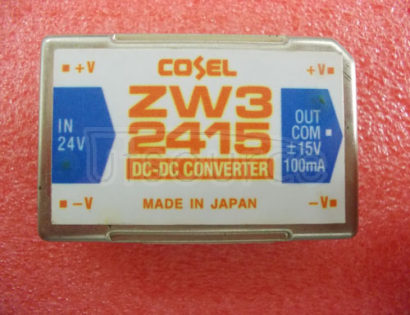 COSEL
+V +V
ZW3
2415
IN
24V
OUT
COM
±15V
100mA
DC-DC CONVERTER
-V -V
MADE IN JAPAN